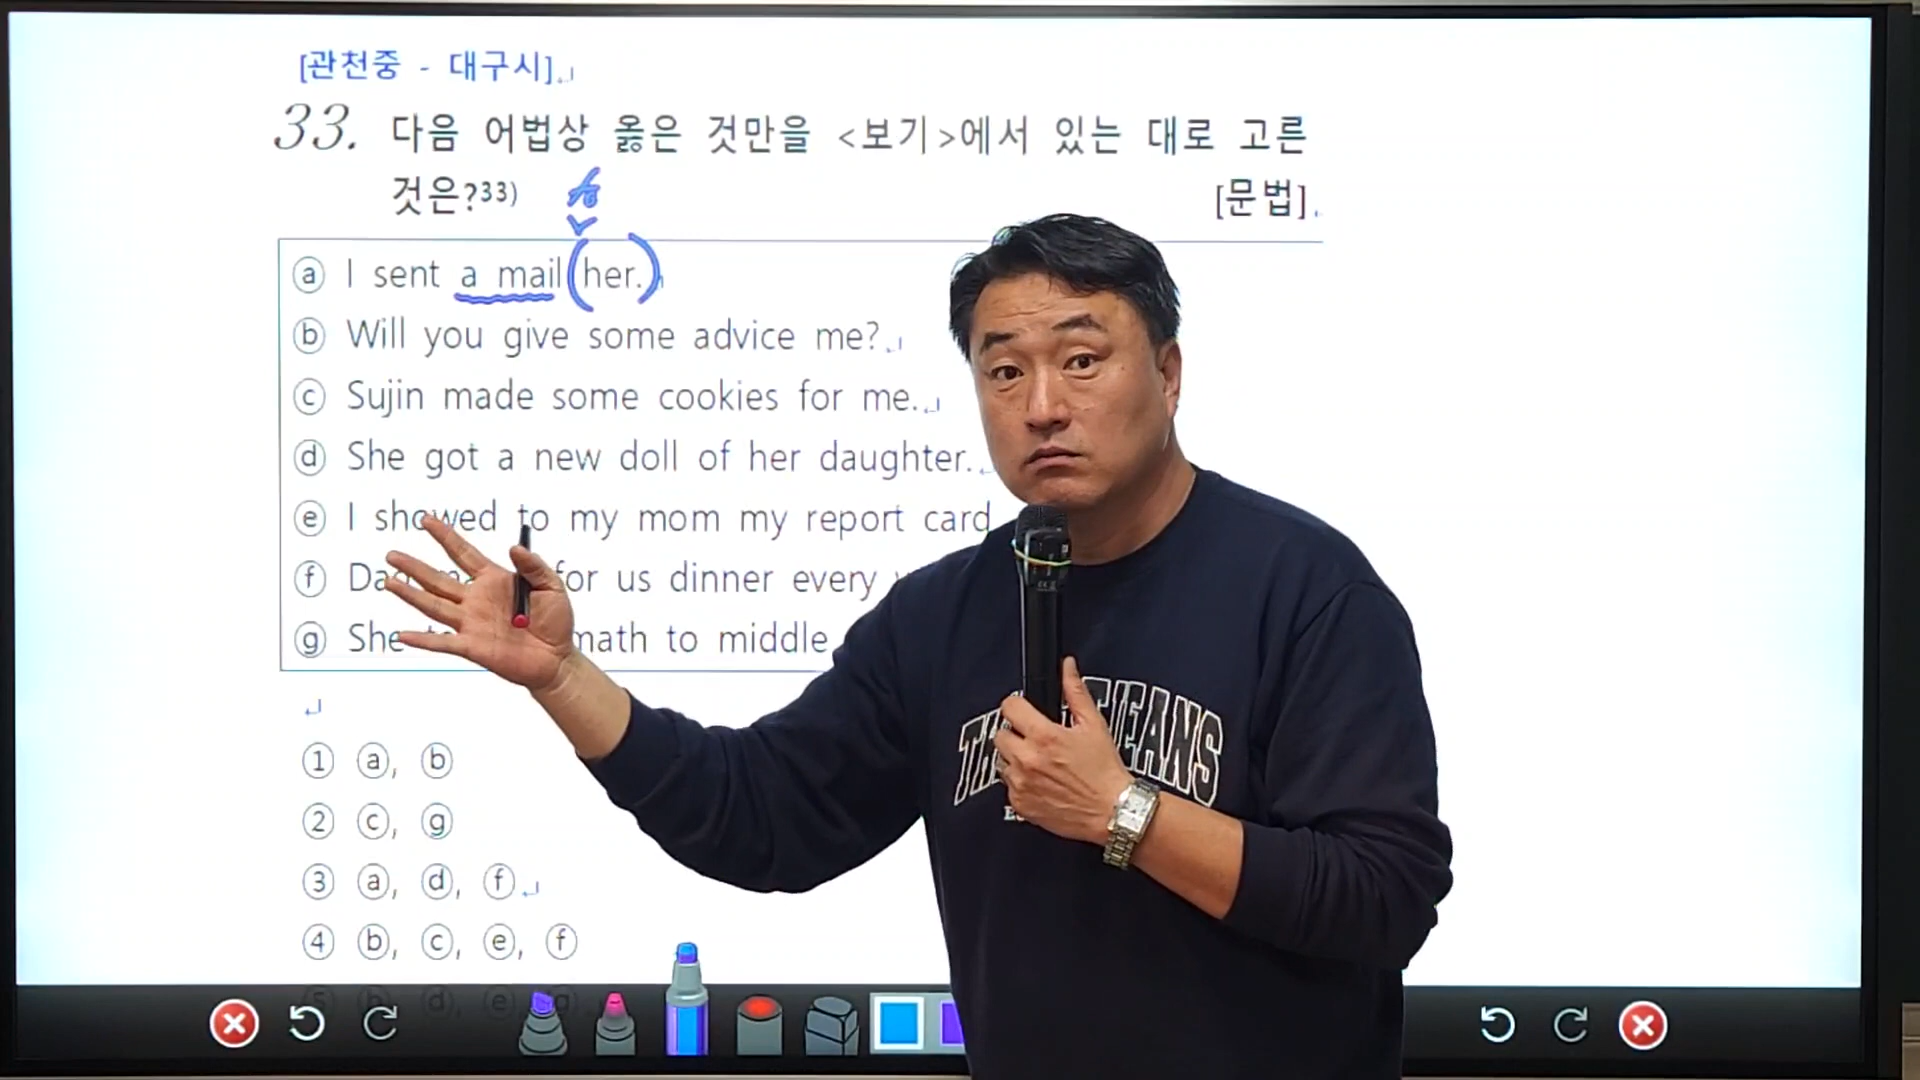 [관천중 - 대구시]
33. 다음 어법상 옳은 것만을 <보기>에서 있는 대로 고른
것은?33) [문법]
to
ⓐ I sent a mail (her.)
ⓑ Will you give some advice me?
ⓒ Sujin made some cookies for me.
ⓓ She got a new doll of her daughter.
ⓔ I showed to my mom my report card
ⓕ for us dinner every
ⓖ She math to middle
① ⓐ, ⓑ
② ⓒ, ⓖ
③ ⓐ, ⓓ, ⓕ
④ ⓑ, ⓒ, ⓔ, ⓕ
⑤ ⓑ, ⓓ, ⓔ, ⓖ